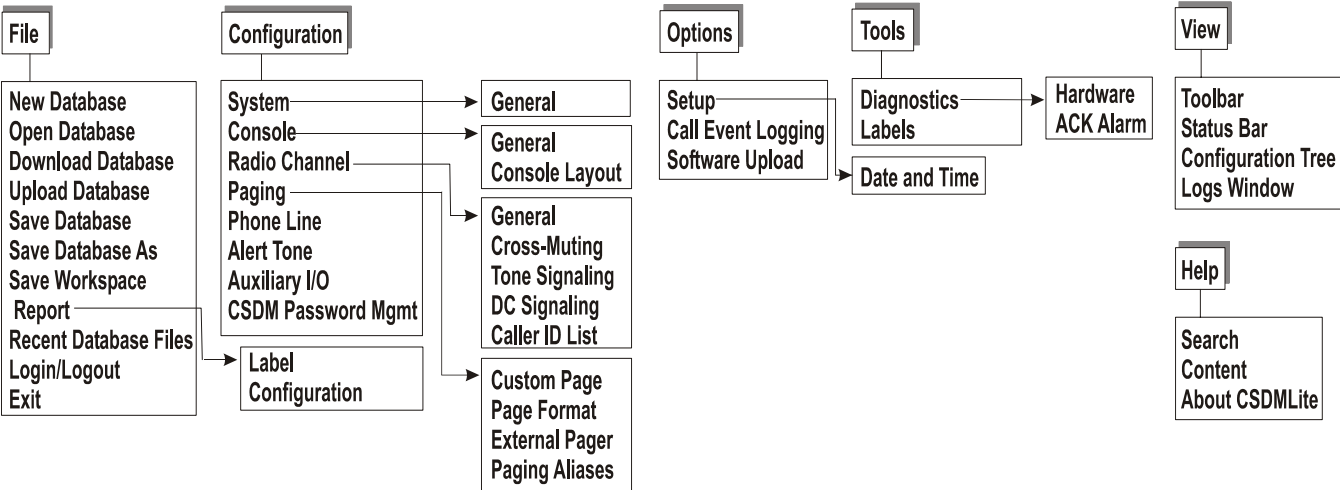 File
New Database
Open Database
Download Database
Upload Database
Save Database
Save Database As
Save Workspace
Report
Recent Database Files
Login/Logout
Exit
Label
Configuration
Configuration
System
Console
Radio Channel
Paging
Phone Line
Alert Tone
Auxiliary I/O
CSDM Password Mgmt
General
General
Console Layout
General
Cross-Muting
Tone Signaling
DC Signaling
Caller ID List
Custom Page
Page Format
External Pager
Paging Aliases
Options
Setup
Call Event Logging
Software Upload
Date and Time
Tools
Diagnostics
Labels
Hardware
ACK Alarm
View
Toolbar
Status Bar
Configuration Tree
Logs Window
Help
Search
Content
About CSDMLite